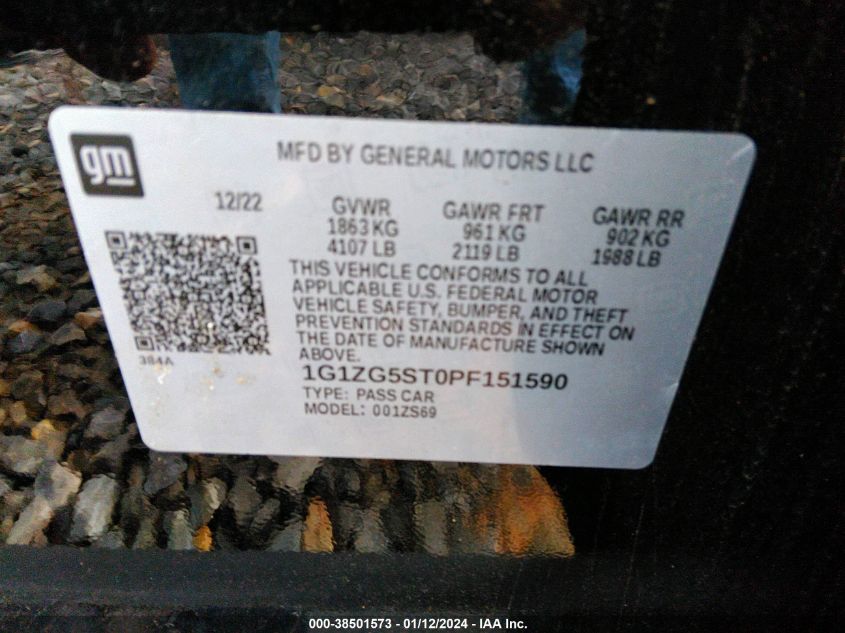 gm
MFD BY GENERAL MOTORS LLC
12/22
GVWR
1863 KG
4107 LB
GAWR FRT
961 KG
2119 LB
GAWR RR
902 KG
1988 LB
THIS VEHICLE CONFORMS TO ALL
APPLICABLE U.S. FEDERAL MOTOR
VEHICLE SAFETY, BUMPER, AND THEFT
PREVENTION STANDARDS IN EFFECT ON
THE DATE OF MANUFACTURE SHOWN
ABOVE.
384A
1G1ZG5ST0PF151590
TYPE: PASS CAR
MODEL: 001ZS69
000-38501573 - 01/12/2024 - IAA Inc.